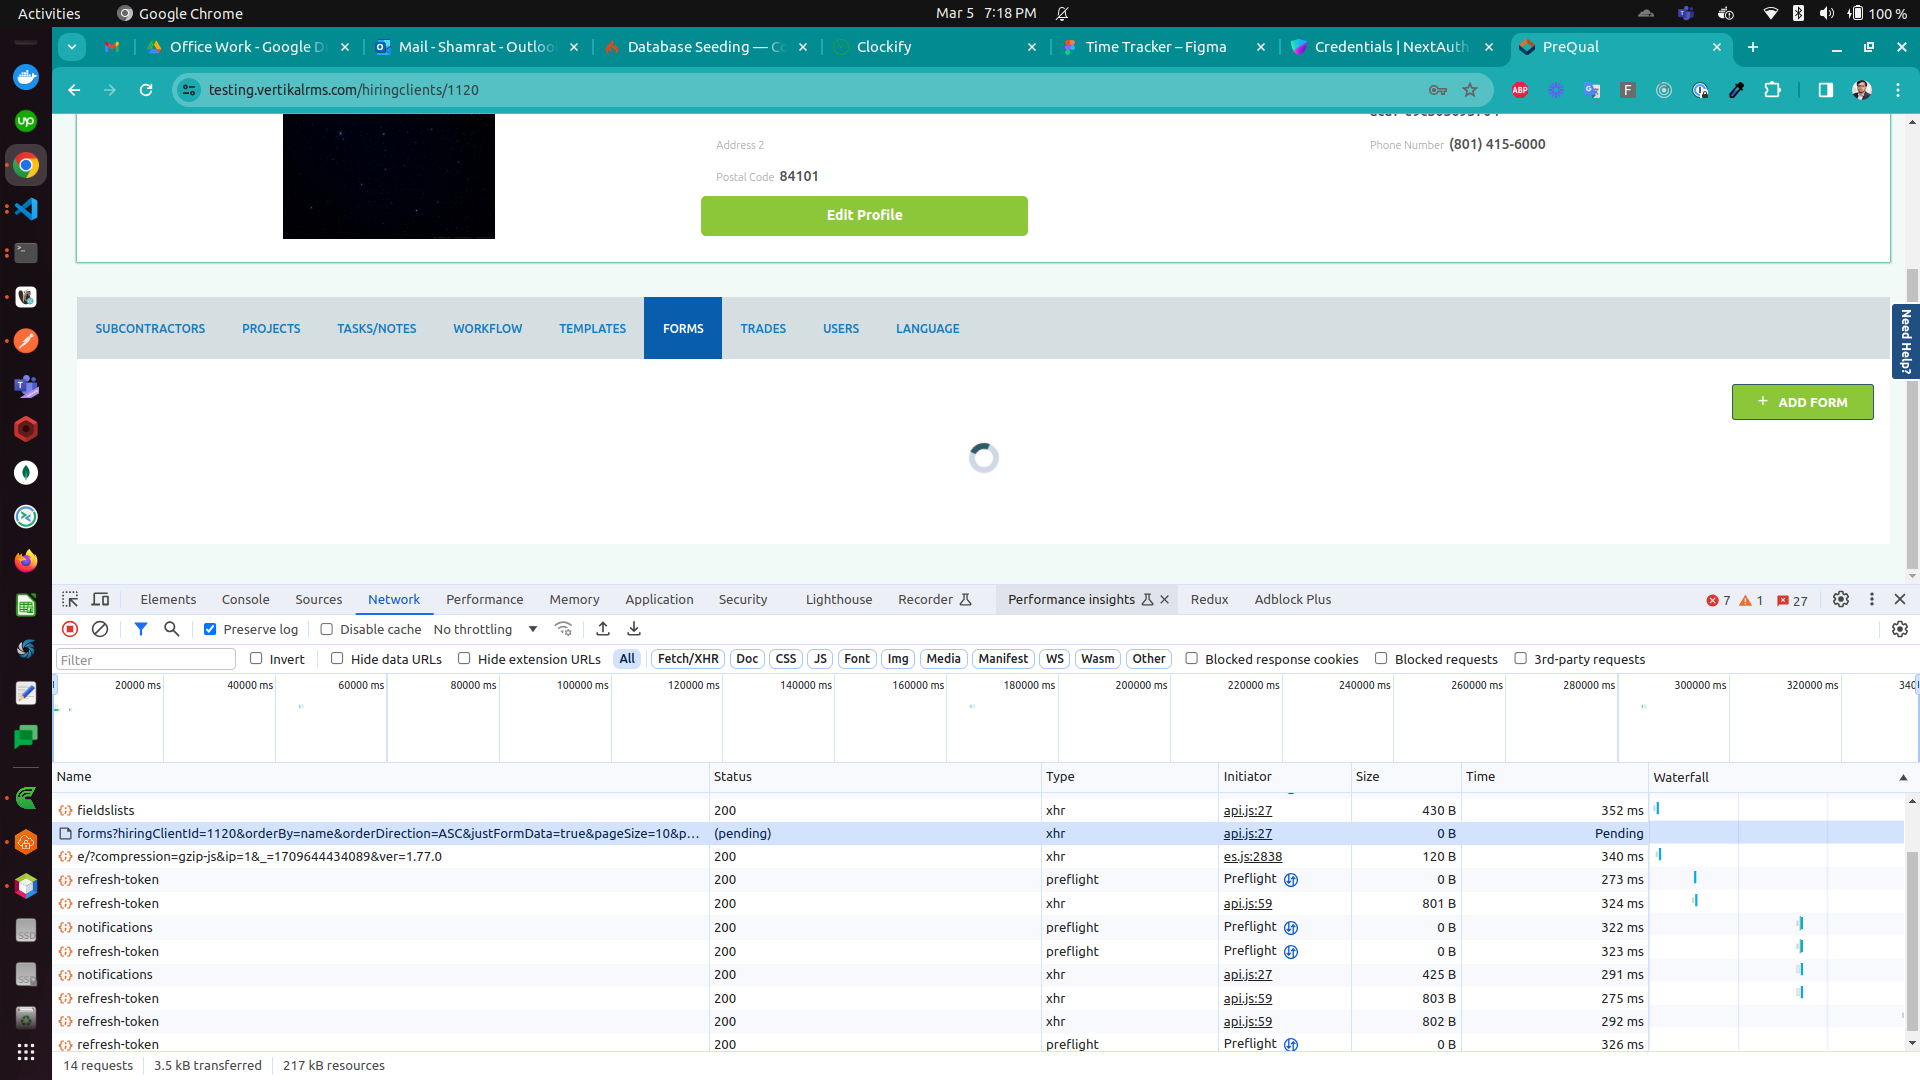 Activities
Google Chrome
Mar 5 7:18 PM
100 %
Office Work - Google D
Mail - Shamrat - Outloo
Database Seeding — Co
Clockify
Time Tracker – Figma
Credentials | NextAuth
PreQual
testing.vertikalrms.com/hiringclients/1120
Address 2
Postal Code 84101
Phone Number (801) 415-6000
Edit Profile
SUBCONTRACTORS PROJECTS TASKS/NOTES WORKFLOW TEMPLATES FORMS TRADES USERS LANGUAGE
Need Help?
+ ADD FORM
Elements Console Sources Network Performance Memory Application Security Lighthouse Recorder Performance insights Redux Adblock Plus 7 1 27
Preserve log Disable cache No throttling
Filter Invert Hide data URLs Hide extension URLs All Fetch/XHR Doc CSS JS Font Img Media Manifest WS Wasm Other Blocked response cookies Blocked requests 3rd-party requests
20000 ms 40000 ms 60000 ms 80000 ms 100000 ms 120000 ms 140000 ms 160000 ms 180000 ms 200000 ms 220000 ms 240000 ms 260000 ms 280000 ms 300000 ms 320000 ms 340
Name Status Type Initiator Size Time Waterfall
fieldslists 200 xhr api.js:27 430 B 352 ms
forms?hiringClientId=1120&orderBy=name&orderDirection=ASC&justFormData=true&pageSize=10&p... (pending) xhr api.js:27 0 B Pending
e/?compression=gzip-js&ip=1&_=1709644434089&ver=1.77.0 200 xhr es.js:2838 120 B 340 ms
refresh-token 200 preflight Preflight 0 B 273 ms
refresh-token 200 xhr api.js:59 801 B 324 ms
notifications 200 preflight Preflight 0 B 322 ms
refresh-token 200 preflight Preflight 0 B 323 ms
notifications 200 xhr api.js:27 425 B 291 ms
refresh-token 200 xhr api.js:59 803 B 275 ms
refresh-token 200 xhr api.js:59 802 B 292 ms
refresh-token 200 preflight Preflight 0 B 326 ms
14 requests 3.5 kB transferred 217 kB resources